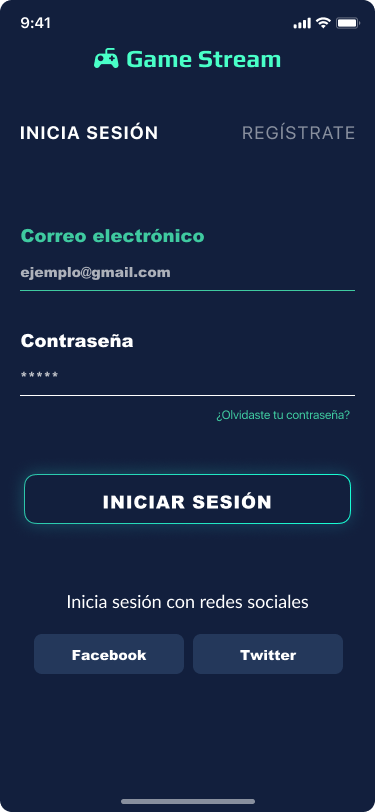 9:41
Game Stream
INICIA SESIÓN REGÍSTRATE
Correo electrónico
ejemplo@gmail.com
Contraseña
*****
¿Olvidaste tu contraseña?
INICIAR SESIÓN
Inicia sesión con redes sociales
Facebook Twitter